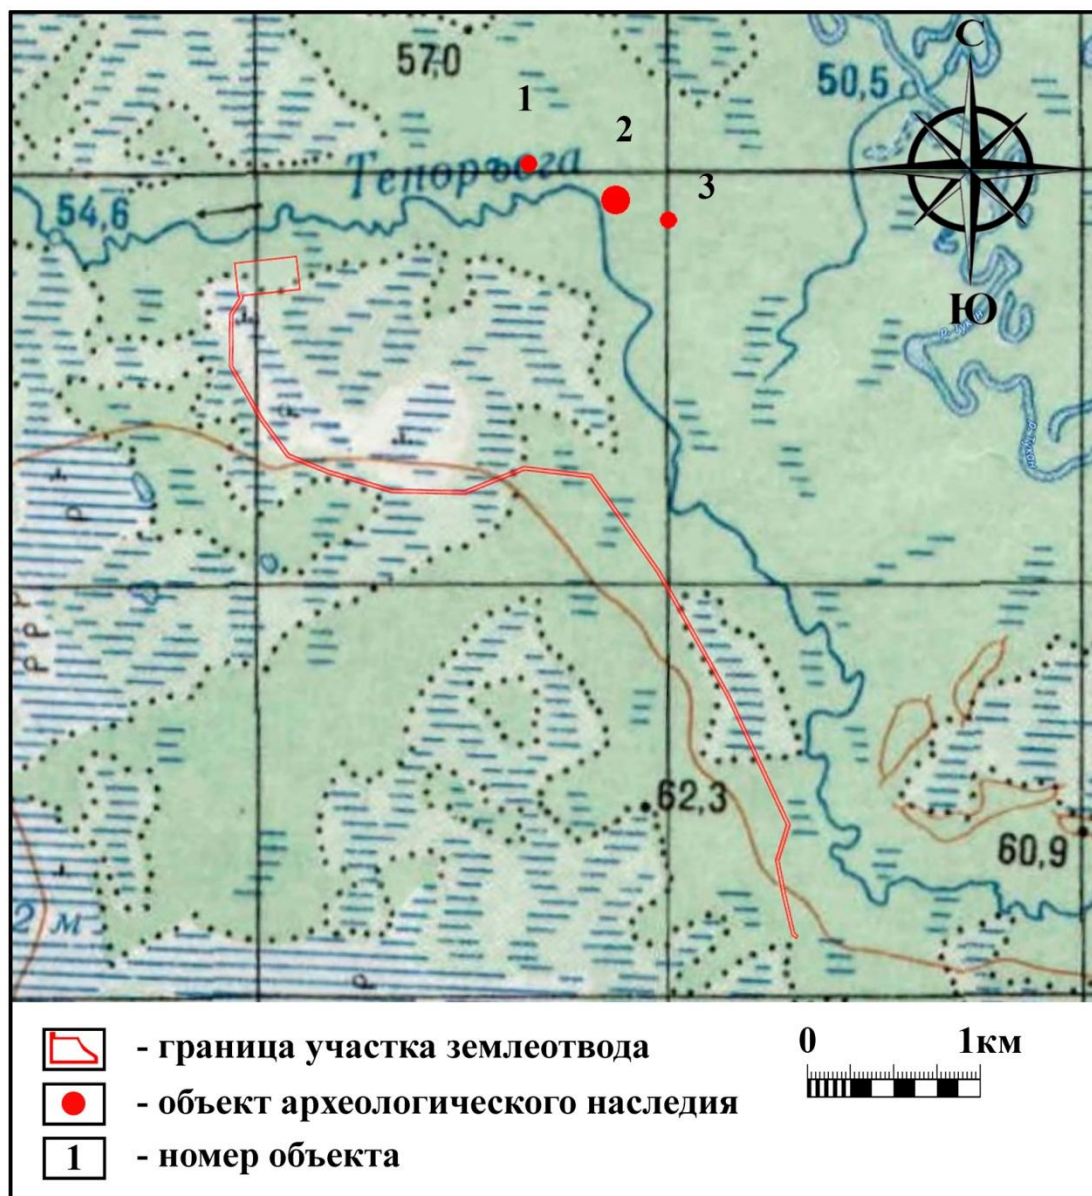 С
57,0
50,5
1
2
Тепоръёга
3
54,6
Ю
62,3
60,9
2 м
Р
Р
Р Р Р
Р
- граница участка землеотвода
- объект археологического наследия
1 - номер объекта
0 1км